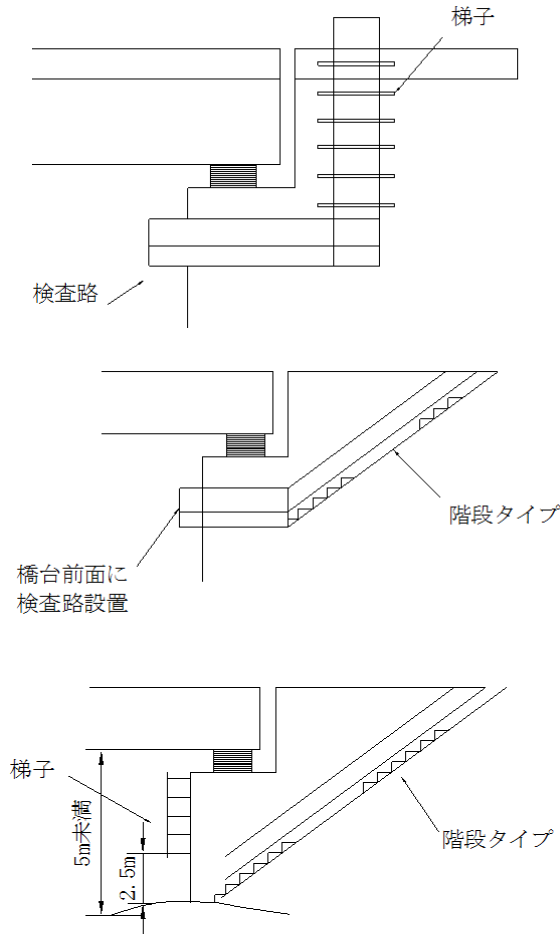 梯子
検査路
階段タイプ
橋台前面に
検査路設置
梯子
5m未満
2.5m
階段タイプ